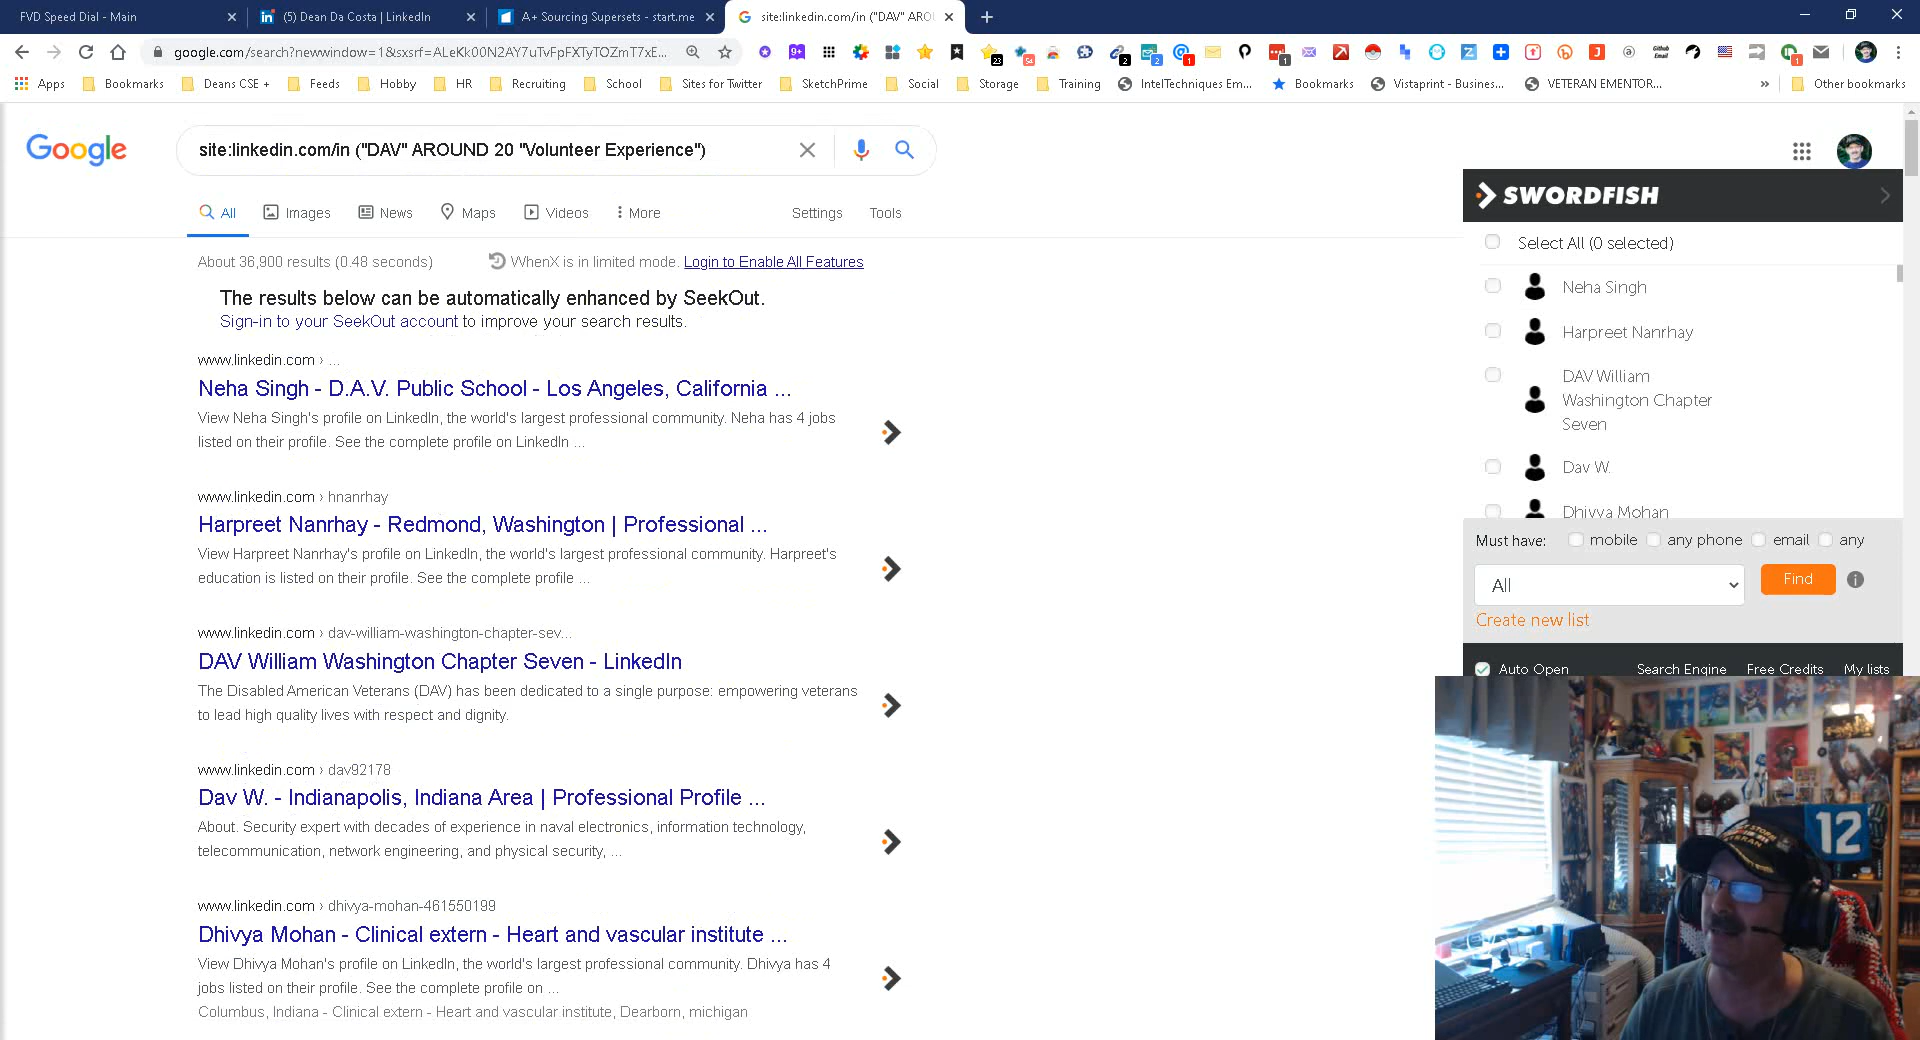 FVD Speed Dial - Main
(5) Dean Da Costa | LinkedIn
A+ Sourcing Supersets - start.me
site:linkedin.com/in ("DAV" ARO
google.com/search?newwindow=1&sxsrf=ALeKk00N2AY7uTvFpFXTyTOZmT7xE...
Apps
Bookmarks
Deans CSE +
Feeds
Hobby
HR
Recruiting
School
Sites for Twitter
SketchPrime
Social
Storage
Training
IntelTechniques Em...
Bookmarks
Vistaprint - Busines...
VETERAN EMENTOR...
Other bookmarks
Google
site:linkedin.com/in ("DAV" AROUND 20 "Volunteer Experience")
All
Images
News
Maps
Videos
More
Settings
Tools
About 36,900 results (0.48 seconds)
WhenX is in limited mode. Login to Enable All Features
The results below can be automatically enhanced by SeekOut.
Sign-in to your SeekOut account to improve your search results.
www.linkedin.com › ...
Neha Singh - D.A.V. Public School - Los Angeles, California ...
View Neha Singh's profile on LinkedIn, the world's largest professional community. Neha has 4 jobs
listed on their profile. See the complete profile on LinkedIn ...
www.linkedin.com › hnanrhay
Harpreet Nanrhay - Redmond, Washington | Professional ...
View Harpreet Nanrhay's profile on LinkedIn, the world's largest professional community. Harpreet's
education is listed on their profile. See the complete profile ...
www.linkedin.com › dav-william-washington-chapter-sev...
DAV William Washington Chapter Seven - LinkedIn
The Disabled American Veterans (DAV) has been dedicated to a single purpose: empowering veterans
to lead high quality lives with respect and dignity.
www.linkedin.com › dav92178
Dav W. - Indianapolis, Indiana Area | Professional Profile ...
About. Security expert with decades of experience in naval electronics, information technology,
telecommunication, network engineering, and physical security, ...
www.linkedin.com › dhivya-mohan-461550199
Dhivya Mohan - Clinical extern - Heart and vascular institute ...
View Dhivya Mohan's profile on LinkedIn, the world's largest professional community. Dhivya has 4
jobs listed on their profile. See the complete profile on ...
Columbus, Indiana - Clinical extern - Heart and vascular institute, Dearborn, michigan
SWORDFISH
Select All (0 selected)
Neha Singh
Harpreet Nanrhay
DAV William
Washington Chapter
Seven
Dav W.
Dhivya Mohan
Must have:
mobile
any phone
email
any
All
Find
Create new list
Auto Open
Search Engine
Free Credits
My lists
12